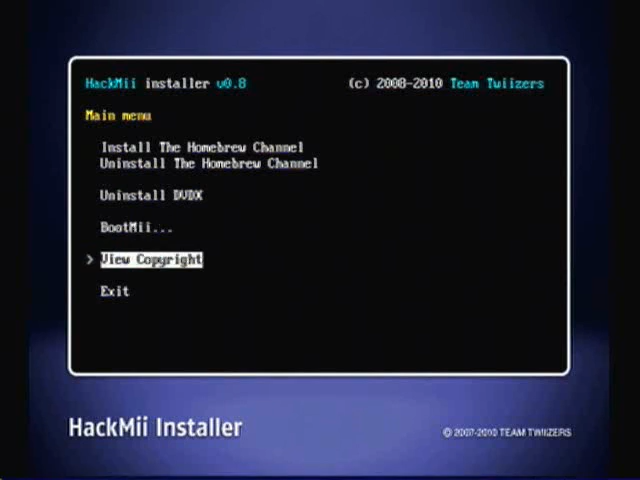 HackMii installer v0.8 (c) 2008-2010 Team Twiizers
Main menu
Install The Homebrew Channel
Uninstall The Homebrew Channel
Uninstall DVDX
BootMii...
> View Copyright
Exit
HackMii Installer © 2007-2010 TEAM TWIIZERS